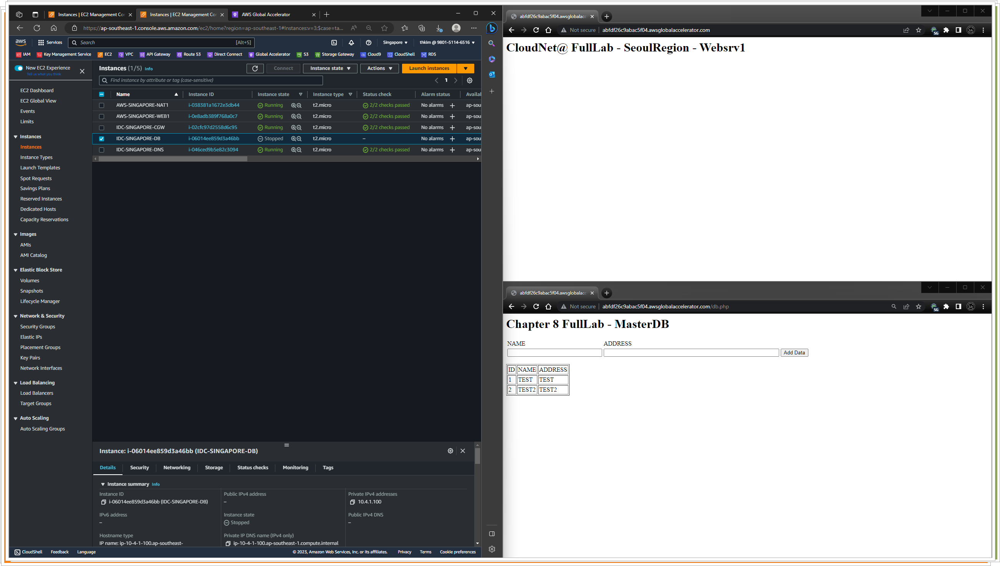 Instances | EC2 Management Cor
Instances | EC2 Management Cor
AWS Global Accelerator
https://ap-southeast-1.console.aws.amazon.com/ec2/home?region=ap-southeast-1#Instances:v=3;$case=ta...
aws
Services
Search
[Alt+S]
Singapore
thkim @ 9801-5114-6516
IAM
Key Management Service
EC2
VPC
API Gateway
Route 53
Direct Connect
Global Accelerator
S3
Storage Gateway
Cloud9
CloudShell
RDS
New EC2 Experience
Tell us what you think
EC2 Dashboard
EC2 Global View
Events
Limits
Instances
Instances
Instance Types
Launch Templates
Spot Requests
Savings Plans
Reserved Instances
Dedicated Hosts
Capacity Reservations
Images
AMIs
AMI Catalog
Elastic Block Store
Volumes
Snapshots
Lifecycle Manager
Network & Security
Security Groups
Elastic IPs
Placement Groups
Key Pairs
Network Interfaces
Load Balancing
Load Balancers
Target Groups
Auto Scaling
Auto Scaling Groups
Instances (1/5) Info
Connect
Instance state
Actions
Launch instances
Find instance by attribute or tag (case-sensitive)
1
Name Instance ID Instance state Instance type Status check Alarm status Availal
AWS-SINGAPORE-NAT1 i-038381a1672e3db44 Running t2.micro 2/2 checks passed No alarms + ap-sou
AWS-SINGAPORE-WEB1 i-0e8adb389f768a0c7 Running t2.micro 2/2 checks passed No alarms + ap-sou
IDC-SINGAPORE-CGW i-02cfc97d2558d6c95 Running t2.micro 2/2 checks passed No alarms + ap-sou
IDC-SINGAPORE-DB i-06014ee859d3a46bb Stopped t2.micro – No alarms + ap-sou
IDC-SINGAPORE-DNS i-046ced9b5e82c3094 Running t2.micro 2/2 checks passed No alarms + ap-sou
Instance: i-06014ee859d3a46bb (IDC-SINGAPORE-DB)
Details Security Networking Storage Status checks Monitoring Tags
Instance summary Info
Instance ID
i-06014ee859d3a46bb (IDC-SINGAPORE-DB)
Public IPv4 address
–
Private IPv4 addresses
10.4.1.100
IPv6 address
–
Instance state
Stopped
Public IPv4 DNS
–
Hostname type
IP name: ip-10-4-1-100.ap-southeast-
Private IP DNS name (IPv4 only)
ip-10-4-1-100.ap-southeast-1.compute.internal
CloudShell
Feedback
Language
© 2023, Amazon Web Services, Inc. or its affiliates.
Privacy
Terms
Cookie preferences
abfdf26c9abac5f04.awsglobalacc
Not secure | abfdf26c9abac5f04.awsglobalaccelerator.com
SG
CloudNet@ FullLab - SeoulRegion - Websrv1
abfdf26c9abac5f04.awsglobalacc
Not secure | abfdf26c9abac5f04.awsglobalaccelerator.com/db.php
SG
Chapter 8 FullLab - MasterDB
NAME ADDRESS
Add Data
ID NAME ADDRESS
1 TEST TEST
2 TEST2 TEST2